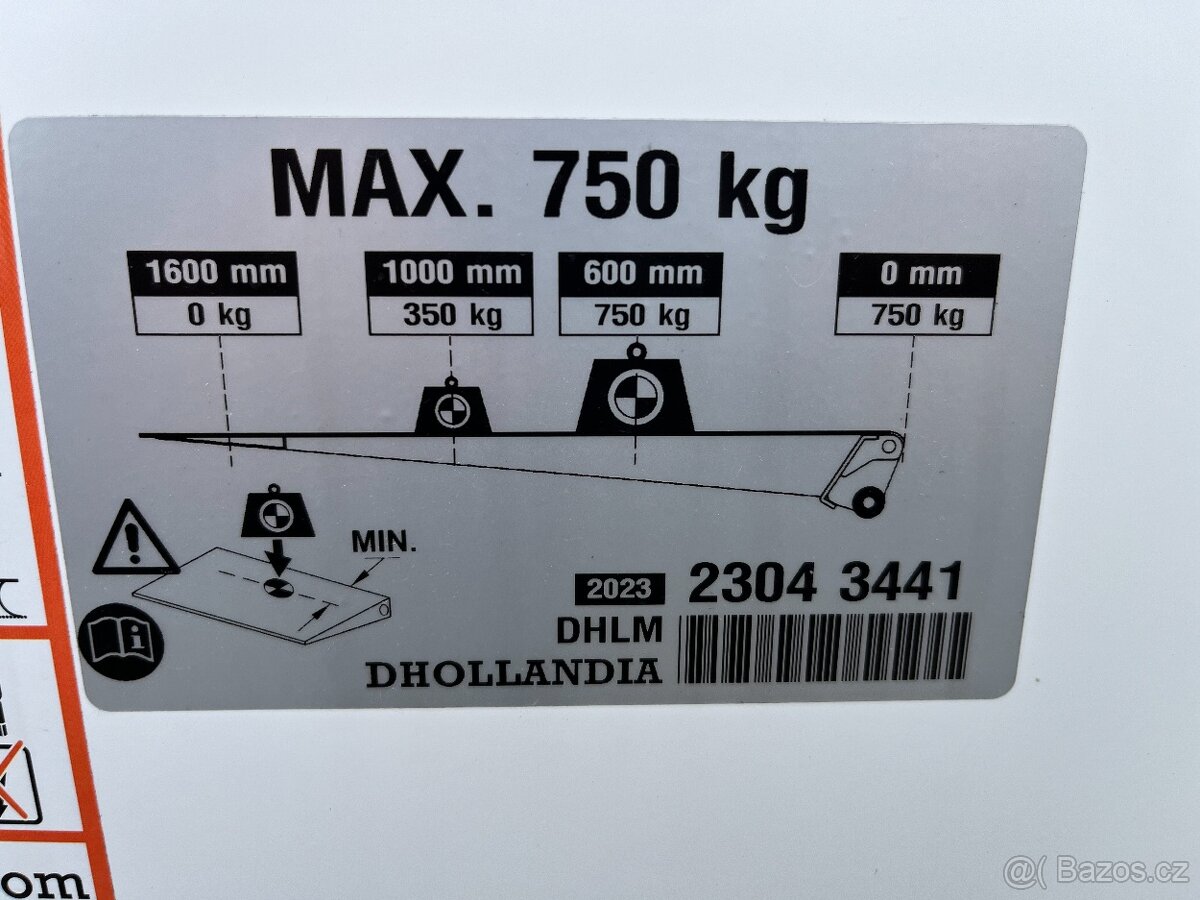 MAX. 750 kg
1600 mm 1000 mm 600 mm 0 mm
0 kg 350 kg 750 kg 750 kg
MIN.
2023 2304 3441
DHLM
DHOLLANDIA
om
@( Bazos.cz